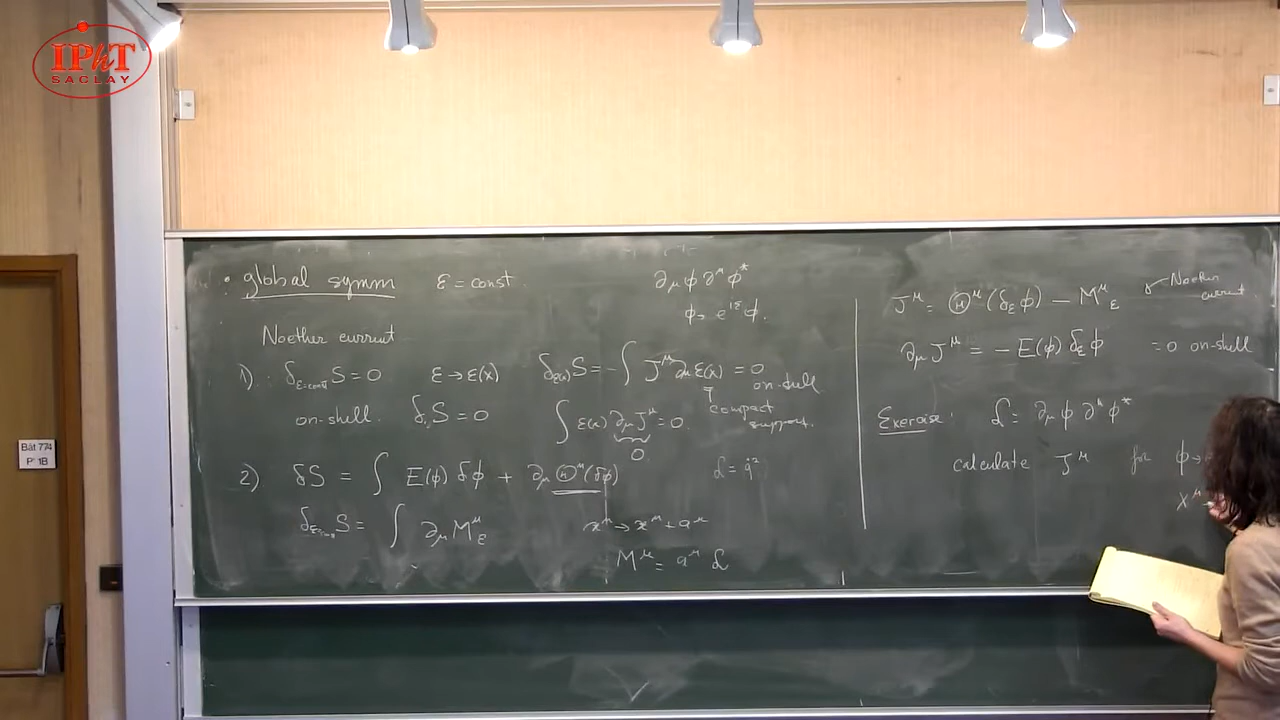 IPhT
SACLAY
Bât 774
P 1B
: global symm ε = const.
∂_μ φ ∂^μ φ*
φ → e^{iε} φ.
Noether current
1) δ_{ε=const} S = 0 ε → ε(x) δ_{ε(x)} S = - ∫ J^μ ∂_μ ε(x) = 0 on-shell
on-shell. δ_ε S = 0 ∫ ε(x) ∂_μ J^μ = 0. compact support.
0
2) δS = ∫ E(φ) δφ + ∂_μ Θ^μ(δφ) L = q̇²
S = ∫ ∂_μ M^μ_ε x^μ → x^μ + a^μ
M^μ = a^μ L
J^μ = Θ^μ(δ_ε φ) - M^μ_ε Noether current
∂_μ J^μ = - E(φ) δ_ε φ = 0 on-shell
Exercise: L = ∂_μ φ ∂^μ φ*
calculate J^μ for φ →
x^μ